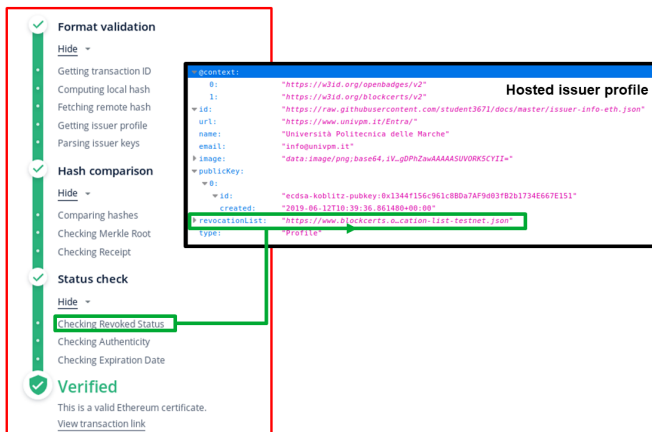 Format validation
Hide
Getting transaction ID
Computing local hash
Fetching remote hash
Getting issuer profile
Parsing issuer keys
Hash comparison
Hide
Comparing hashes
Checking Merkle Root
Checking Receipt
Status check
Hide
Checking Revoked Status
Checking Authenticity
Checking Expiration Date
Verified
This is a valid Ethereum certificate.
View transaction link
@context:
Hosted issuer profile
0: "https://w3id.org/openbadges/v2"
1: "https://w3id.org/blockcerts/v2"
id: "https://raw.githubusercontent.com/student3671/docs/master/issuer-info-eth.json"
url: "https://www.univpm.it/Entra/"
name: "Università Politecnica delle Marche"
email: "info@univpm.it"
image: "data:image/png;base64,iV…gDPhZawAAAAASUVORK5CYII="
publicKey:
0:
id: "ecdsa-koblitz-pubkey:0x1344f156c961c8BDa7AF9d03fB2b1734E667E151"
created: "2019-06-12T10:39:36.861480+00:00"
revocationList: "https://www.blockcerts.o…cation-list-testnet.json"
type: "Profile"